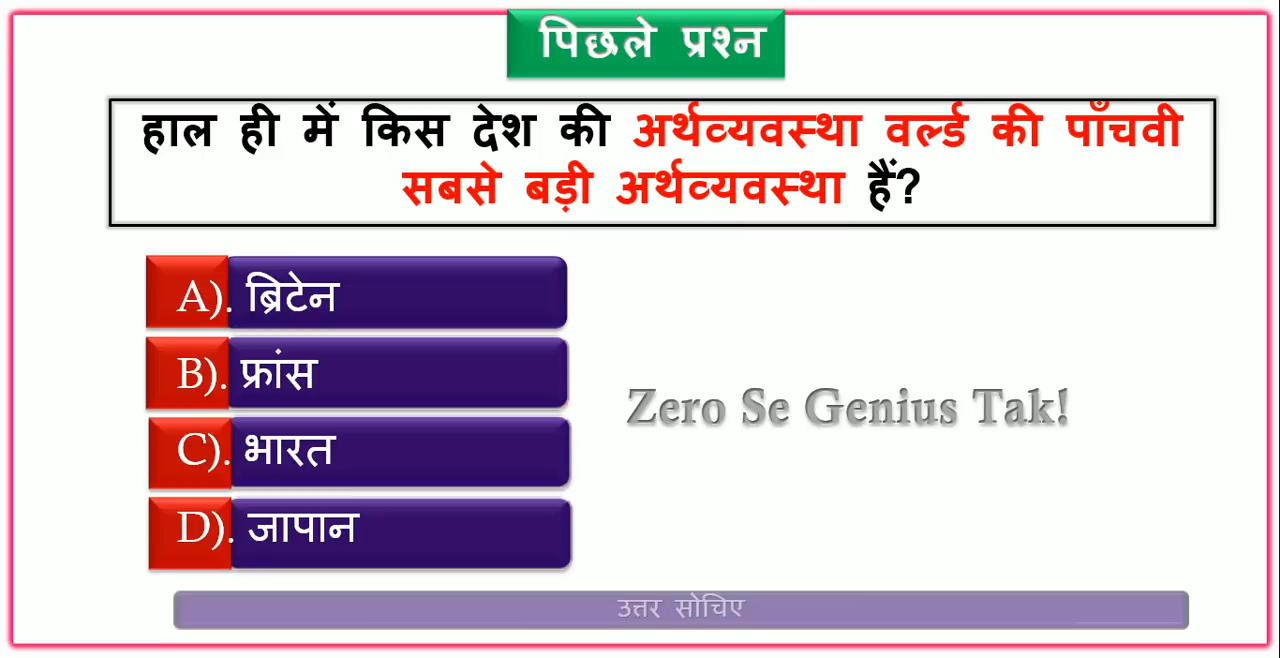 पिछले प्रश्न
हाल ही में किस देश की अर्थव्यवस्था वर्ल्ड की पाँचवी
सबसे बड़ी अर्थव्यवस्था हैं?
A). ब्रिटेन
B). फ्रांस
Zero Se Genius Tak!
C). भारत
D). जापान
उत्तर सोचिए